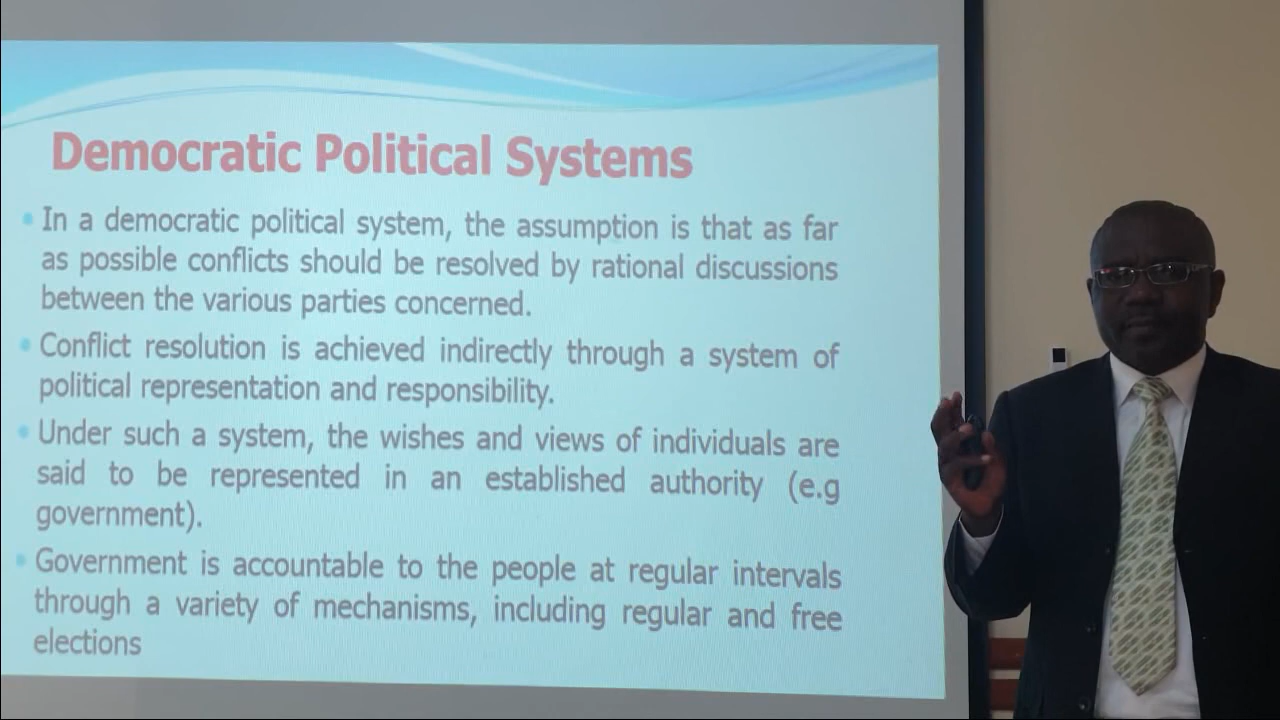 Democratic Political Systems
In a democratic political system, the assumption is that as far
as possible conflicts should be resolved by rational discussions
between the various parties concerned.
Conflict resolution is achieved indirectly through a system of
political representation and responsibility.
Under such a system, the wishes and views of individuals are
said to be represented in an established authority (e.g
government).
Government is accountable to the people at regular intervals
through a variety of mechanisms, including regular and free
elections